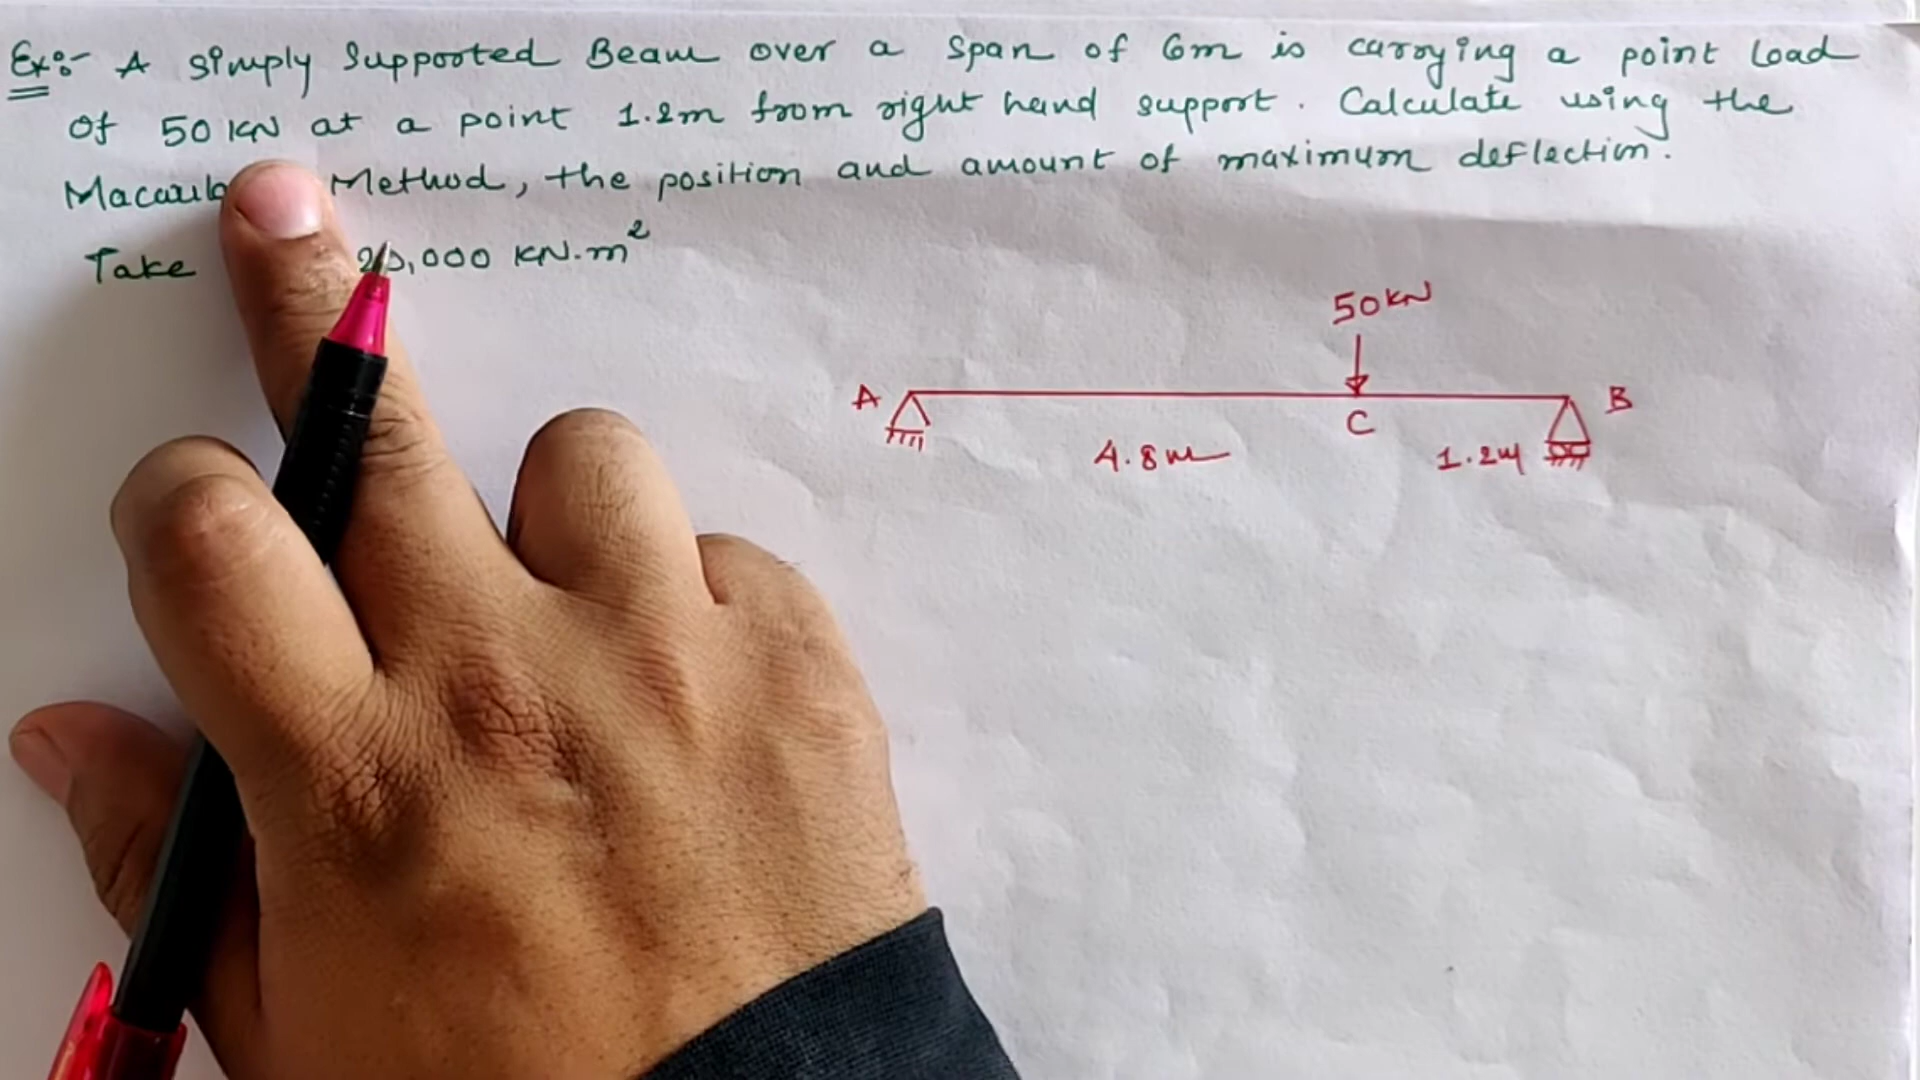 Ex:- A Simply Supported Beam over a span of 6m is carrying a point load
of 50 KN at a point 1.2m from right hand support. Calculate using the
Method, the position and amount of maximum deflection.
Take ,000 KN.m²
50KN
A
B
C
4.8m
1.2m